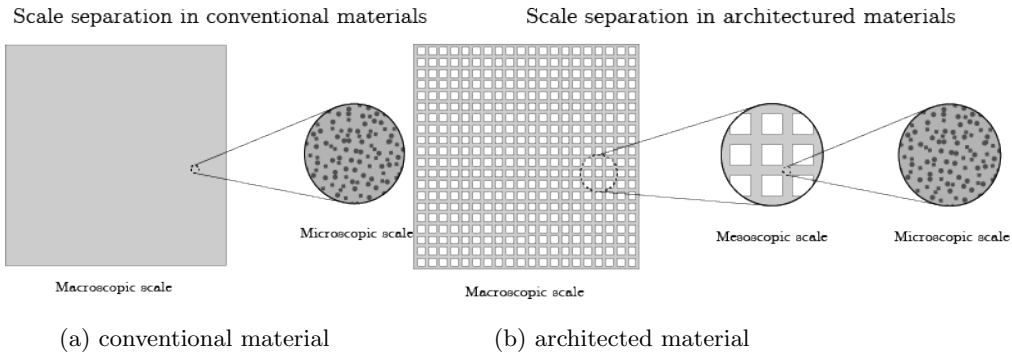 Scale separation in conventional materials
Scale separation in architectured materials
Microscopic scale
Mesoscopic scale
Microscopic scale
Macroscopic scale
Macroscopic scale
(a) conventional material
(b) architected material